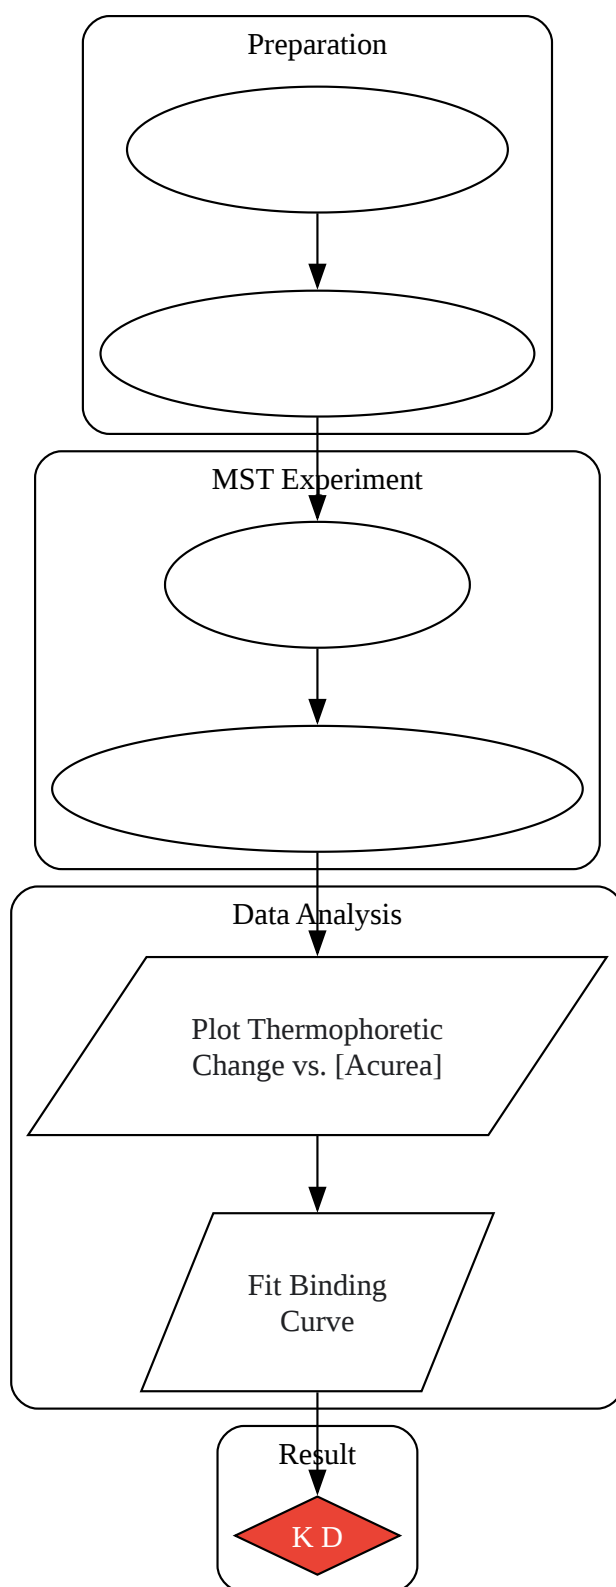 Preparation
MST Experiment
Data Analysis
Plot Thermophoretic
Change vs. [Acurea]
Fit Binding
Curve
Result
K D